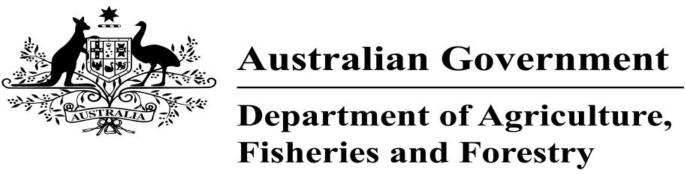 Australian Government
AUSTRALIA
Department of Agriculture,
Fisheries and Forestry